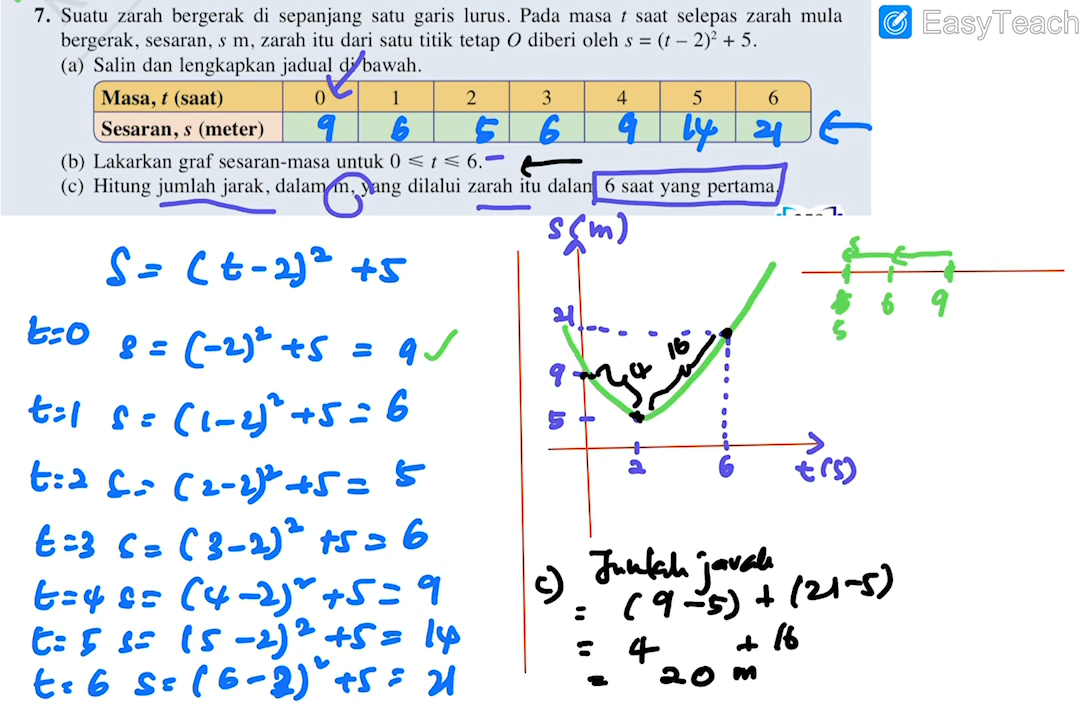 7. Suatu zarah bergerak di sepanjang satu garis lurus. Pada masa t saat selepas zarah mula
EasyTeach
bergerak, sesaran, s m, zarah itu dari satu titik tetap O diberi oleh s = (t – 2)² + 5.
(a) Salin dan lengkapkan jadual di bawah.
Masa, t (saat) 0 1 2 3 4 5 6
Sesaran, s (meter) 9 6 5 6 9 14 21
(b) Lakarkan graf sesaran-masa untuk 0 ⩽ t ⩽ 6.
(c) Hitung jumlah jarak, dalam m, yang dilalui zarah itu dalam 6 saat yang pertama.
S = (t-2)² +5
t=0 s = (-2)² +5 = 9 ✓
t=1 s = (1-2)² +5 = 6
t=2 s = (2-2)² +5 = 5
t=3 s = (3-2)² +5 = 6
t=4 s = (4-2)² +5 = 9
t=5 s = (5-2)² +5 = 14
t=6 s = (6-2)² +5 = 21
s (m)
21
9
5
4
16
2
6
t(s)
5
6
9
5
c) Jumlah jarak
= (9-5) + (21-5)
= 4 + 16
= 20 m